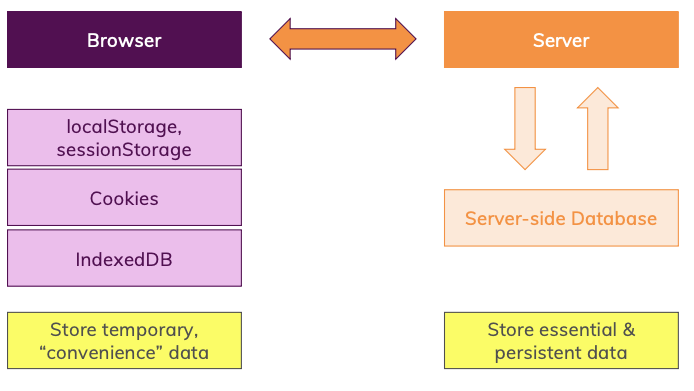 Browser
Server
localStorage,
sessionStorage
Cookies
Server-side Database
IndexedDB
Store temporary,
“convenience” data
Store essential &
persistent data